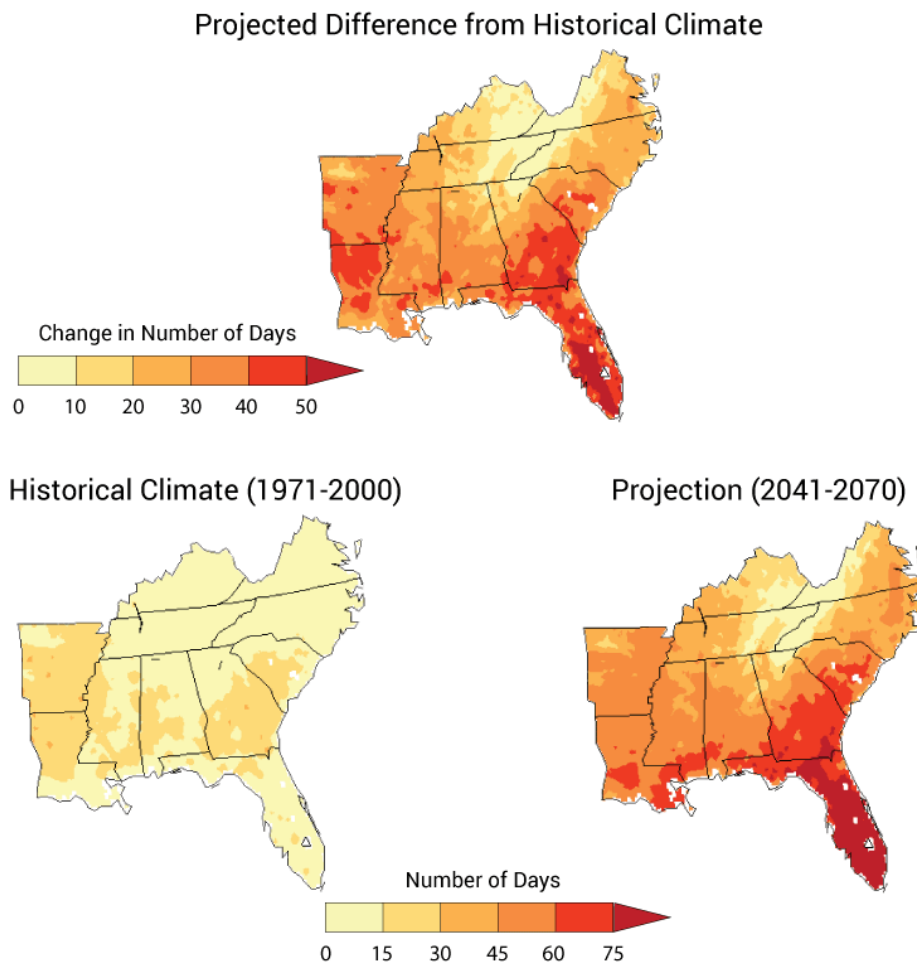 Projected Difference from Historical Climate
Change in Number of Days
0 10 20 30 40 50
Historical Climate (1971-2000)
Projection (2041-2070)
Number of Days
0 15 30 45 60 75